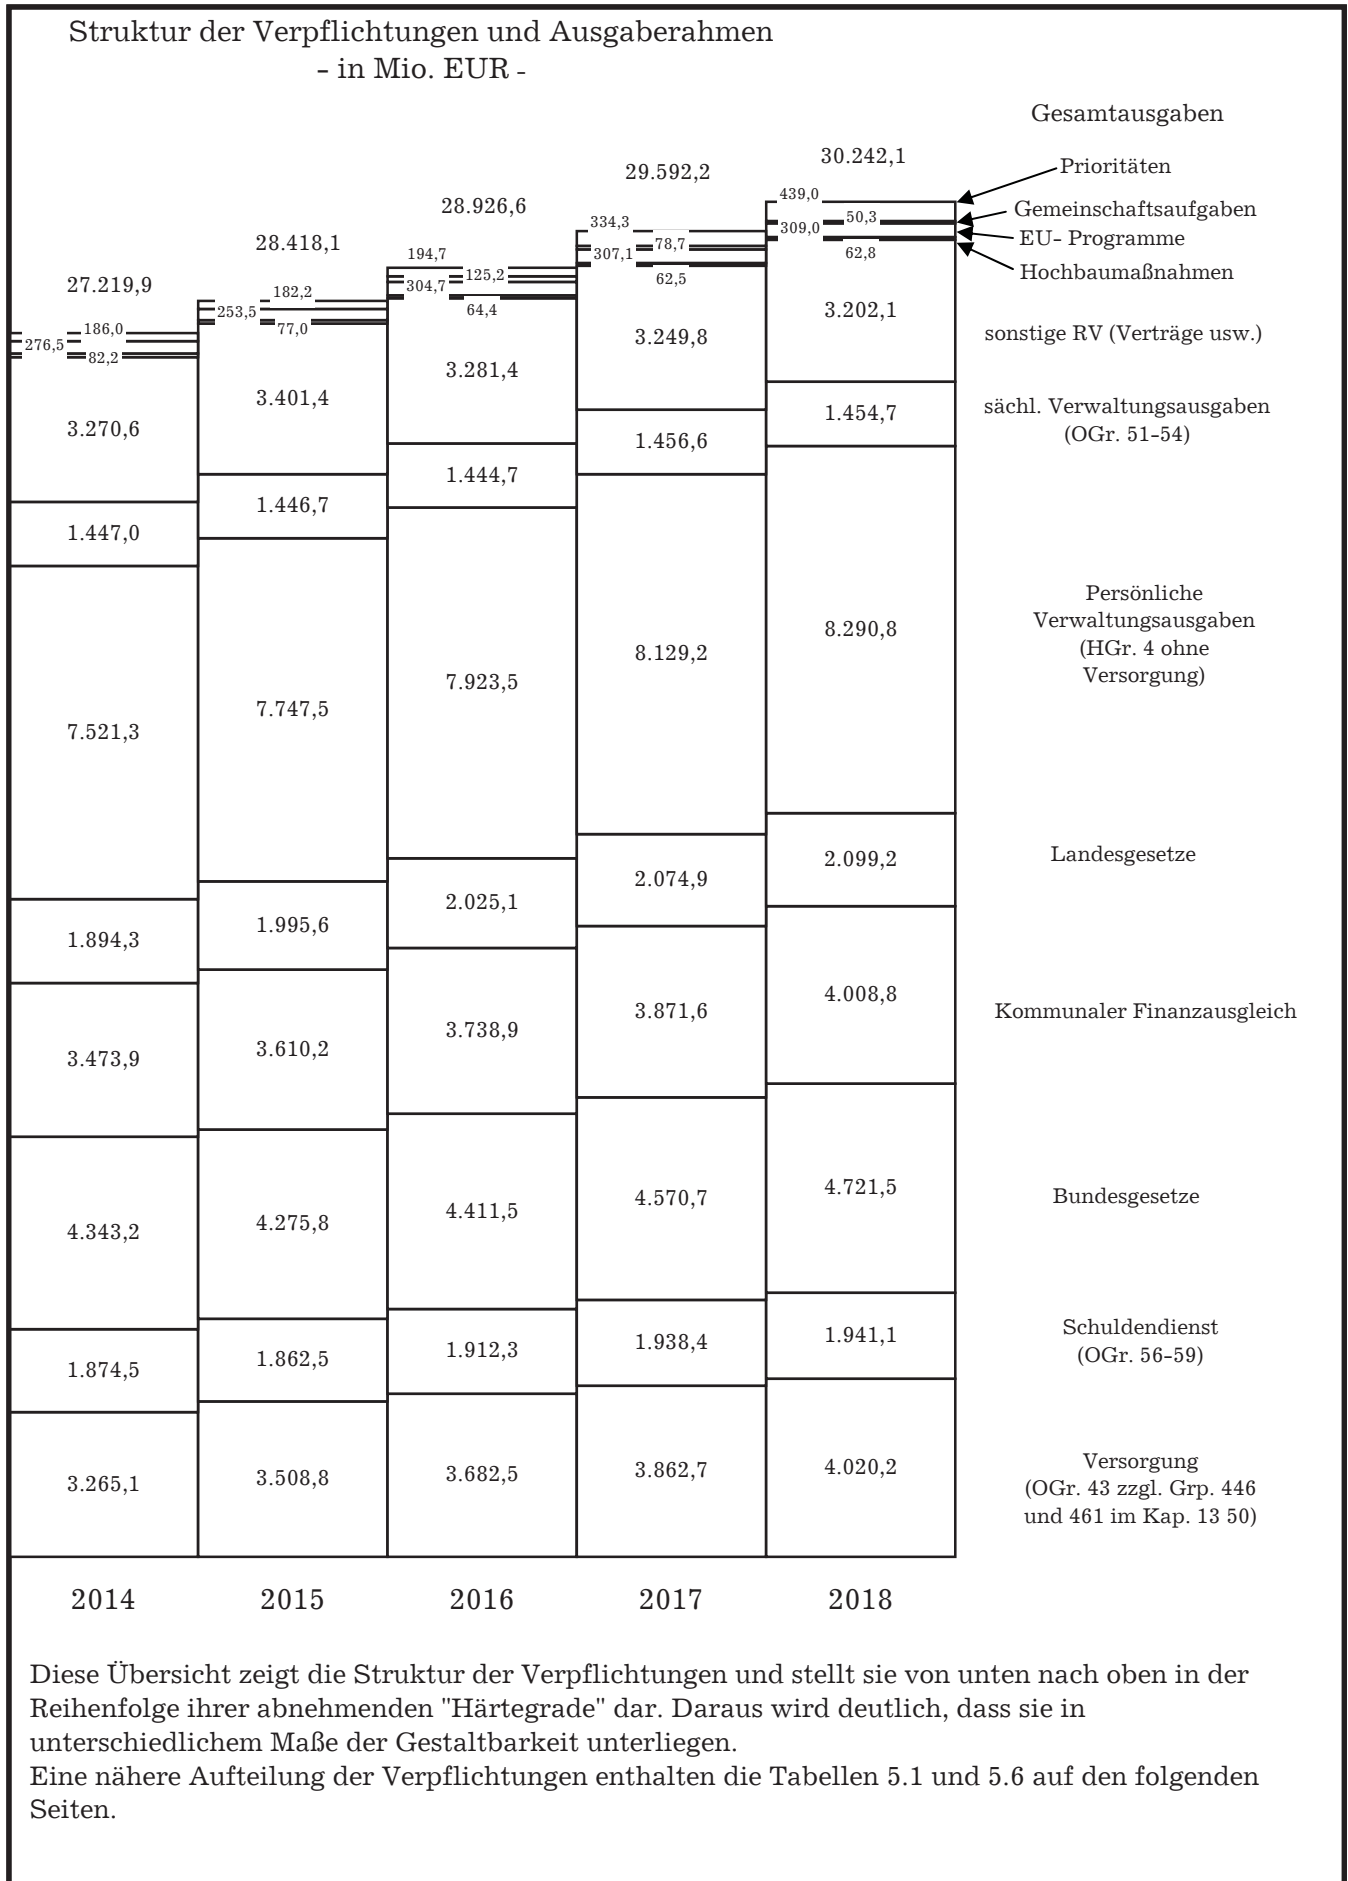 Struktur der Verpflichtungen und Ausgaberahmen
- in Mio. EUR -
Gesamtausgaben
27.219,9
28.418,1
28.926,6
29.592,2
30.242,1
Prioritäten
Gemeinschaftsaufgaben
EU- Programme
Hochbaumaßnahmen
186,0
276,5
82,2
182,2
253,5
77,0
194,7
125,2
304,7
64,4
334,3
78,7
307,1
62,5
439,0
50,3
309,0
62,8
3.270,6
3.401,4
3.281,4
3.249,8
3.202,1
sonstige RV (Verträge usw.)
1.447,0
1.446,7
1.444,7
1.456,6
1.454,7
sächl. Verwaltungsausgaben
(OGr. 51-54)
7.521,3
7.747,5
7.923,5
8.129,2
8.290,8
Persönliche
Verwaltungsausgaben
(HGr. 4 ohne
Versorgung)
1.894,3
1.995,6
2.025,1
2.074,9
2.099,2
Landesgesetze
3.473,9
3.610,2
3.738,9
3.871,6
4.008,8
Kommunaler Finanzausgleich
4.343,2
4.275,8
4.411,5
4.570,7
4.721,5
Bundesgesetze
1.874,5
1.862,5
1.912,3
1.938,4
1.941,1
Schuldendienst
(OGr. 56-59)
3.265,1
3.508,8
3.682,5
3.862,7
4.020,2
Versorgung
(OGr. 43 zzgl. Grp. 446
und 461 im Kap. 13 50)
2014
2015
2016
2017
2018
Diese Übersicht zeigt die Struktur der Verpflichtungen und stellt sie von unten nach oben in der
Reihenfolge ihrer abnehmenden "Härtegrade" dar. Daraus wird deutlich, dass sie in
unterschiedlichem Maße der Gestaltbarkeit unterliegen.
Eine nähere Aufteilung der Verpflichtungen enthalten die Tabellen 5.1 und 5.6 auf den folgenden
Seiten.